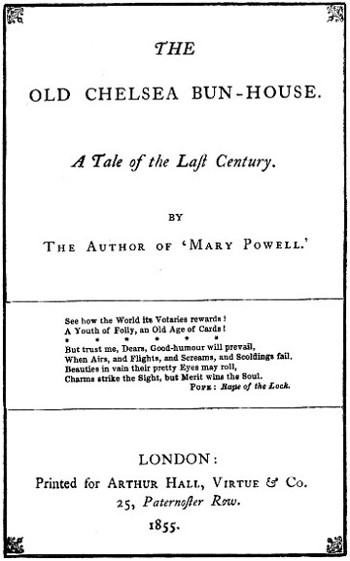 THE
OLD CHELSEA BUN-HOUSE.
A Tale of the Laſt Century.
BY
THE AUTHOR OF ‘MARY POWELL.’
See how the World its Votaries rewards!
A Youth of Folly, an Old Age of Cards!
* * * * * *
But trust me, Dears, Good-humour will prevail,
When Airs, and Flights, and Screams, and Scoldings fail.
Beauties in vain their pretty Eyes may roll,
Charms strike the Sight, but Merit wins the Soul.
POPE: Rape of the Lock.
LONDON:
Printed for ARTHUR HALL, VIRTUE & Co.
25, Paternoſter Row.
1855.